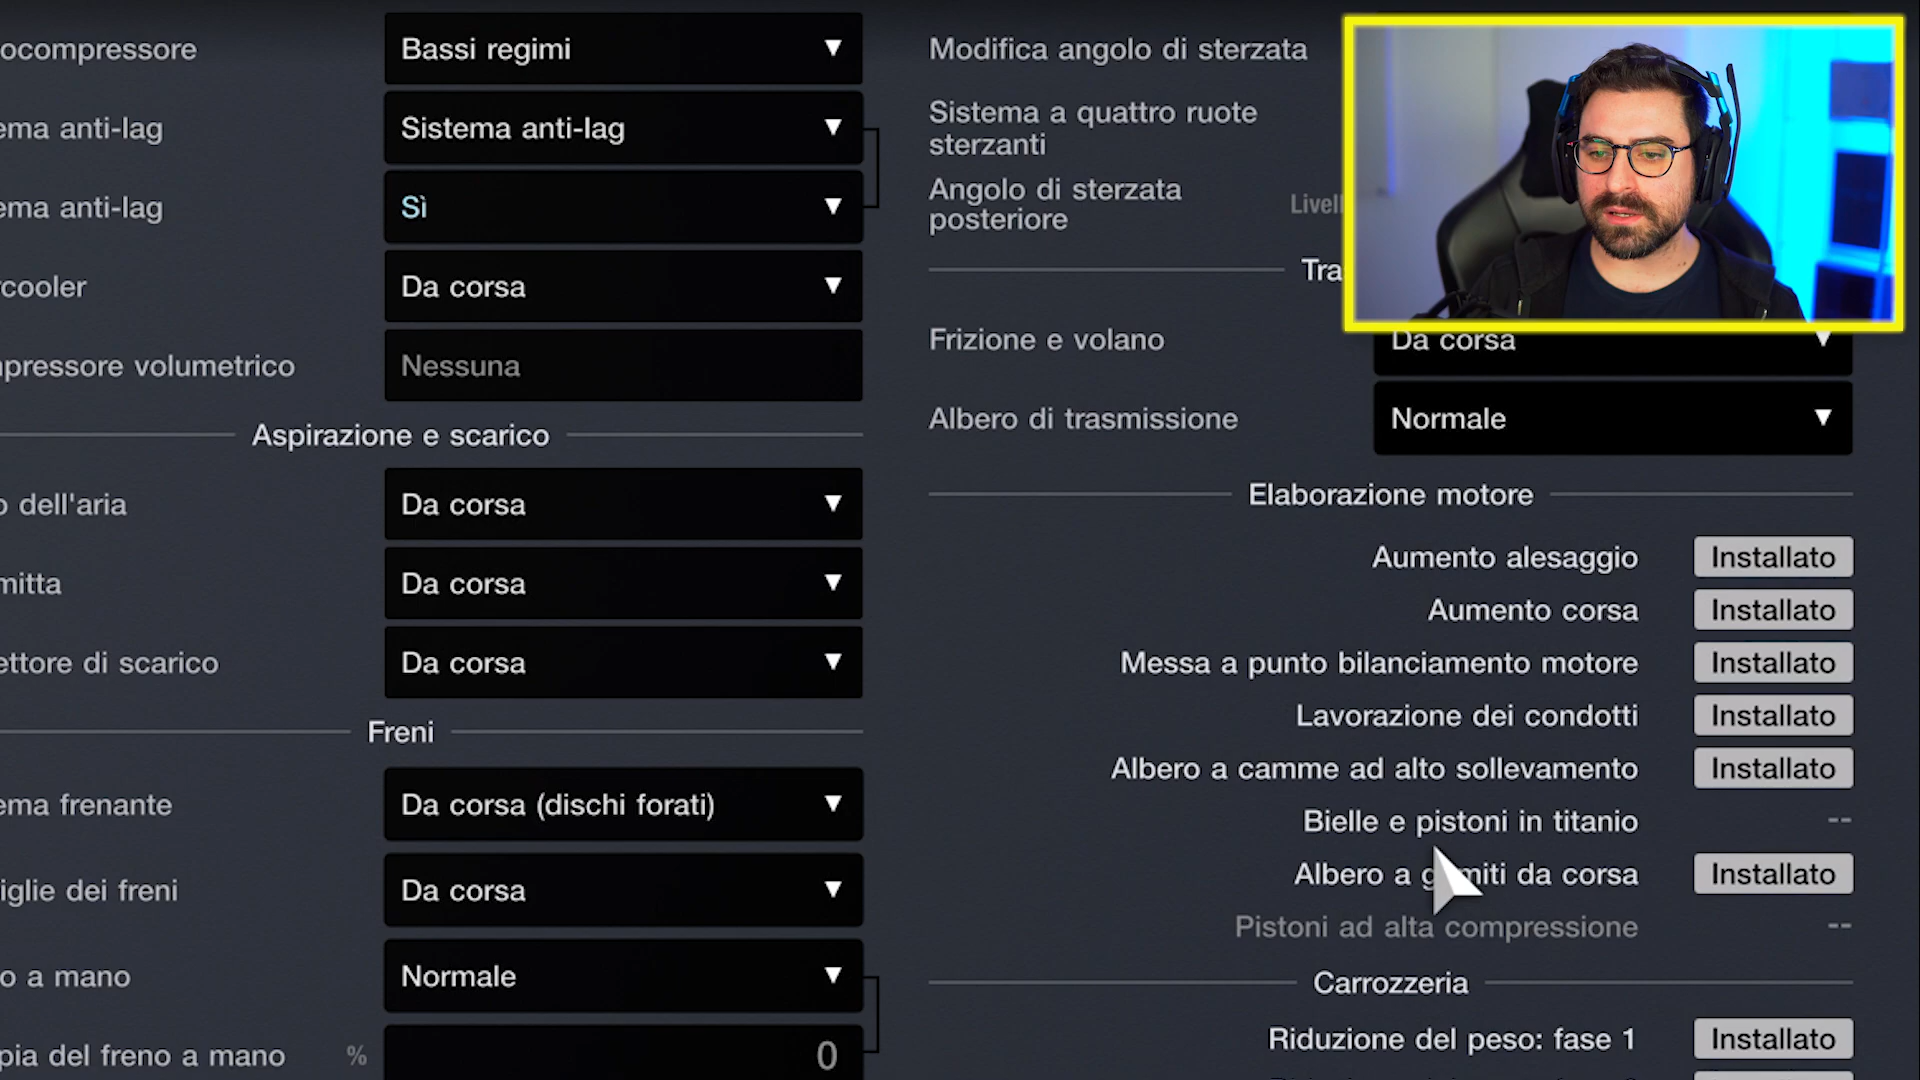 ocompressore Bassi regimi
ema anti-lag Sistema anti-lag
ema anti-lag Sì
cooler Da corsa
pressore volumetrico Nessuna
Aspirazione e scarico
o dell'aria Da corsa
mitta Da corsa
ettore di scarico Da corsa
Freni
ema frenante Da corsa (dischi forati)
iglie dei freni Da corsa
o a mano Normale
pia del freno a mano % 0
Modifica angolo di sterzata
Sistema a quattro ruote
sterzanti
Angolo di sterzata
posteriore Livell
Tra
Frizione e volano Da corsa
Albero di trasmissione Normale
Elaborazione motore
Aumento alesaggio Installato
Aumento corsa Installato
Messa a punto bilanciamento motore Installato
Lavorazione dei condotti Installato
Albero a camme ad alto sollevamento Installato
Bielle e pistoni in titanio --
Albero a g miti da corsa Installato
Pistoni ad alta compressione --
Carrozzeria
Riduzione del peso: fase 1 Installato